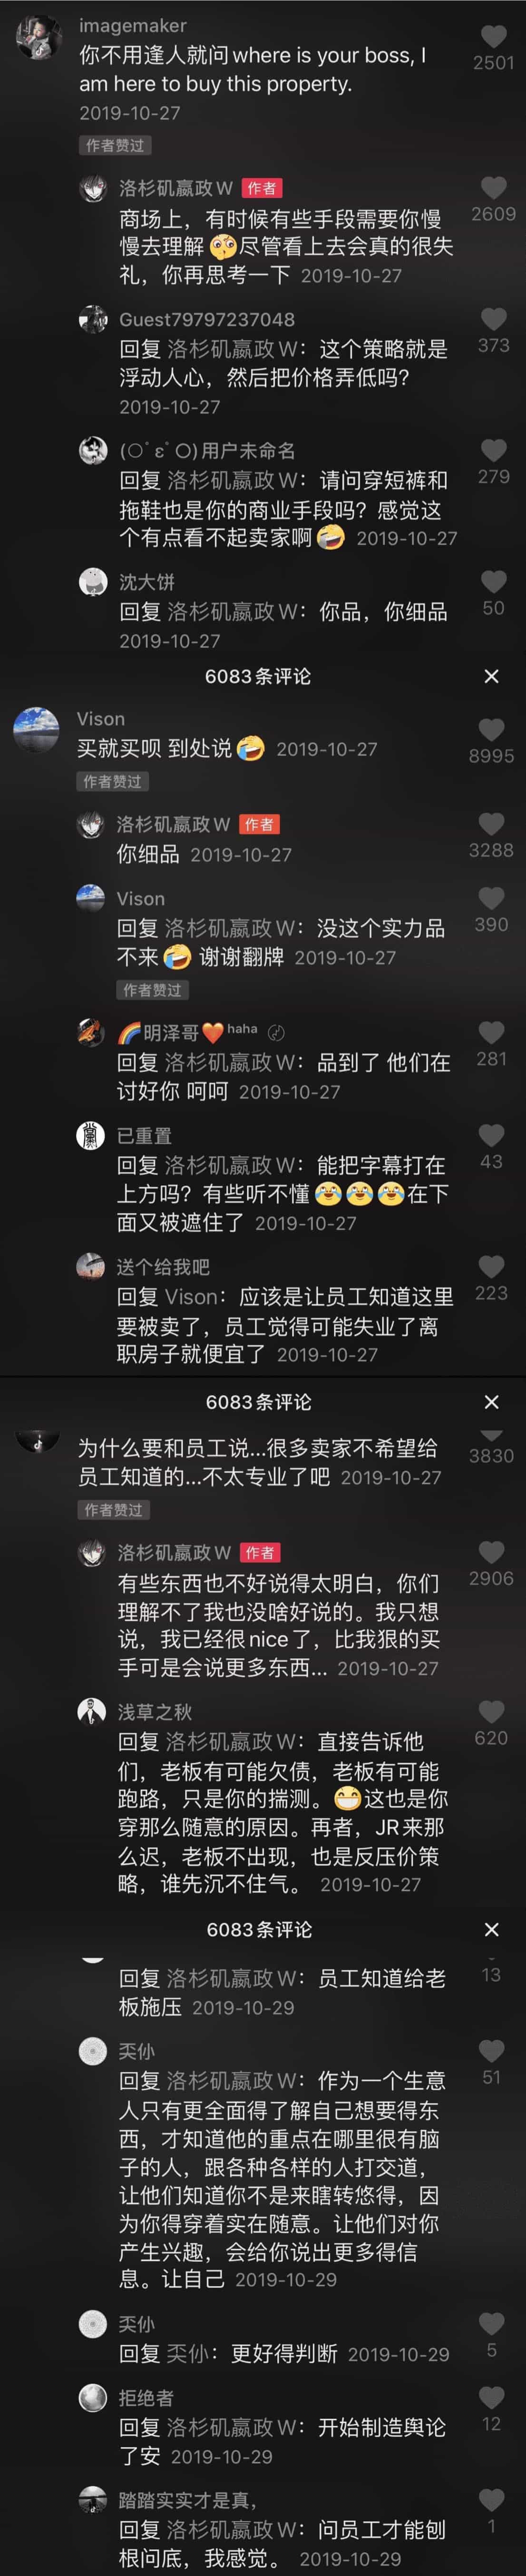 imagemaker
你不用逢人就问where is your boss, I
am here to buy this property.
2501
2019-10-27
作者赞过
洛杉矶嬴政W 作者
商场上，有时候有些手段需要你慢
慢去理解🤔尽管看上去会真的很失
礼，你再思考一下 2019-10-27
2609
Guest79797237048
回复 洛杉矶嬴政W：这个策略就是
浮动人心，然后把价格弄低吗?
2019-10-27
373
(○ﾟεﾟ○)用户未命名
回复 洛杉矶嬴政W：请问穿短裤和
拖鞋也是你的商业手段吗？感觉这
个有点看不起卖家啊🤣 2019-10-27
279
沈大饼
回复 洛杉矶嬴政W：你品，你细品
2019-10-27
50
6083条评论 ×
Vison
买就买呗 到处说🤣 2019-10-27
8995
作者赞过
洛杉矶嬴政W 作者
你细品 2019-10-27
3288
Vison
回复 洛杉矶嬴政W：没这个实力品
不来🤣 谢谢翻牌 2019-10-27
390
作者赞过
🌈明泽哥❤️haha
回复 洛杉矶嬴政W：品到了 他们在
讨好你 呵呵 2019-10-27
281
已重置
回复 洛杉矶嬴政W：能把字幕打在
上方吗？有些听不懂😂😂😂在下
面又被遮住了 2019-10-27
43
送个给我吧
回复 Vison：应该是让员工知道这里
要被卖了，员工觉得可能失业了离
职房子就便宜了 2019-10-27
223
6083条评论 ×
为什么要和员工说...很多卖家不希望给
员工知道的...不太专业了吧 2019-10-27
3830
作者赞过
洛杉矶嬴政W 作者
有些东西也不好说得太明白，你们
理解不了我也没啥好说的。我只想
说，我已经很nice了，比我狠的买
手可是会说更多东西... 2019-10-27
2906
浅草之秋
回复 洛杉矶嬴政W：直接告诉他
们，老板有可能欠债，老板有可能
跑路，只是你的揣测。😁这也是你
穿那么随意的原因。再者，JR来那
么迟，老板不出现，也是反压价策
略，谁先沉不住气。 2019-10-27
620
6083条评论 ×
回复 洛杉矶嬴政W：员工知道给老
板施压 2019-10-29
13
奀仦
回复 洛杉矶嬴政W：作为一个生意
人只有更全面得了解自己想要得东
西，才知道他的重点在哪里很有脑
子的人，跟各种各样的人打交道，
让他们知道你不是来瞎转悠得，因
为你得穿着实在随意。让他们对你
产生兴趣，会给你说出更多得信
息。让自己 2019-10-29
51
奀仦
回复 奀仦：更好得判断 2019-10-29
5
拒绝者
回复 洛杉矶嬴政W：开始制造舆论
了安 2019-10-29
12
踏踏实实才是真，
回复 洛杉矶嬴政W：问员工才能刨
根问底，我感觉。 2019-10-29
1